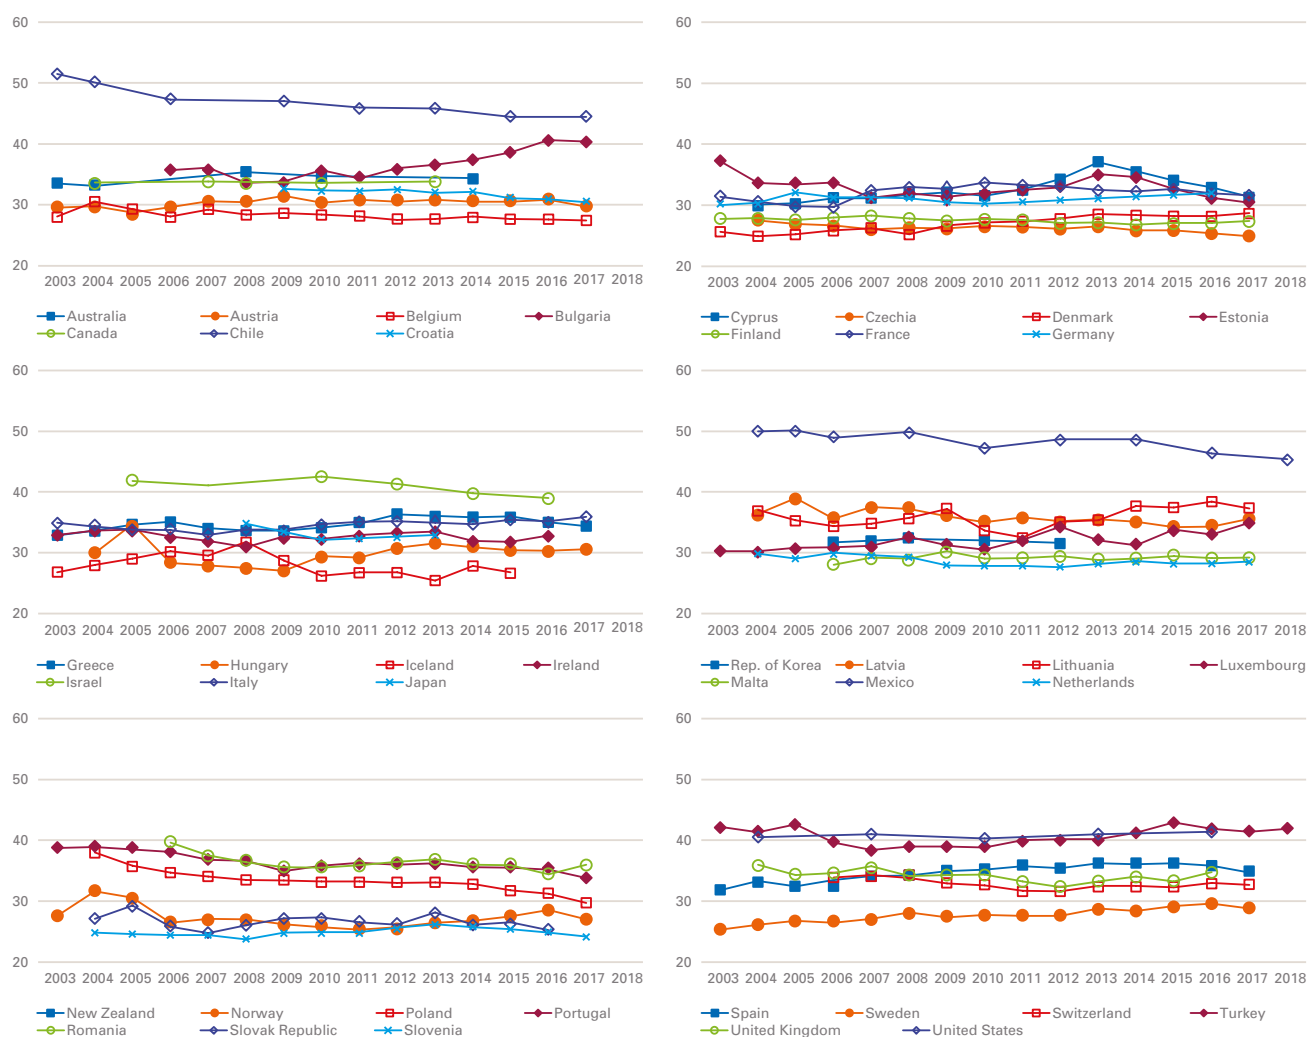 60
50
40
30
20
2003 2004 2005 2006 2007 2008 2009 2010 2011 2012 2013 2014 2015 2016 2017 2018
Australia Austria Belgium Bulgaria
Canada Chile Croatia
60
50
40
30
20
2003 2004 2005 2006 2007 2008 2009 2010 2011 2012 2013 2014 2015 2016 2017 2018
Cyprus Czechia Denmark Estonia
Finland France Germany
60
50
40
30
20
2003 2004 2005 2006 2007 2008 2009 2010 2011 2012 2013 2014 2015 2016 2017 2018
Greece Hungary Iceland Ireland
Israel Italy Japan
60
50
40
30
20
2003 2004 2005 2006 2007 2008 2009 2010 2011 2012 2013 2014 2015 2016 2017 2018
Rep. of Korea Latvia Lithuania Luxembourg
Malta Mexico Netherlands
60
50
40
30
20
2003 2004 2005 2006 2007 2008 2009 2010 2011 2012 2013 2014 2015 2016 2017 2018
New Zealand Norway Poland Portugal
Romania Slovak Republic Slovenia
60
50
40
30
20
2003 2004 2005 2006 2007 2008 2009 2010 2011 2012 2013 2014 2015 2016 2017 2018
Spain Sweden Switzerland Turkey
United Kingdom United States